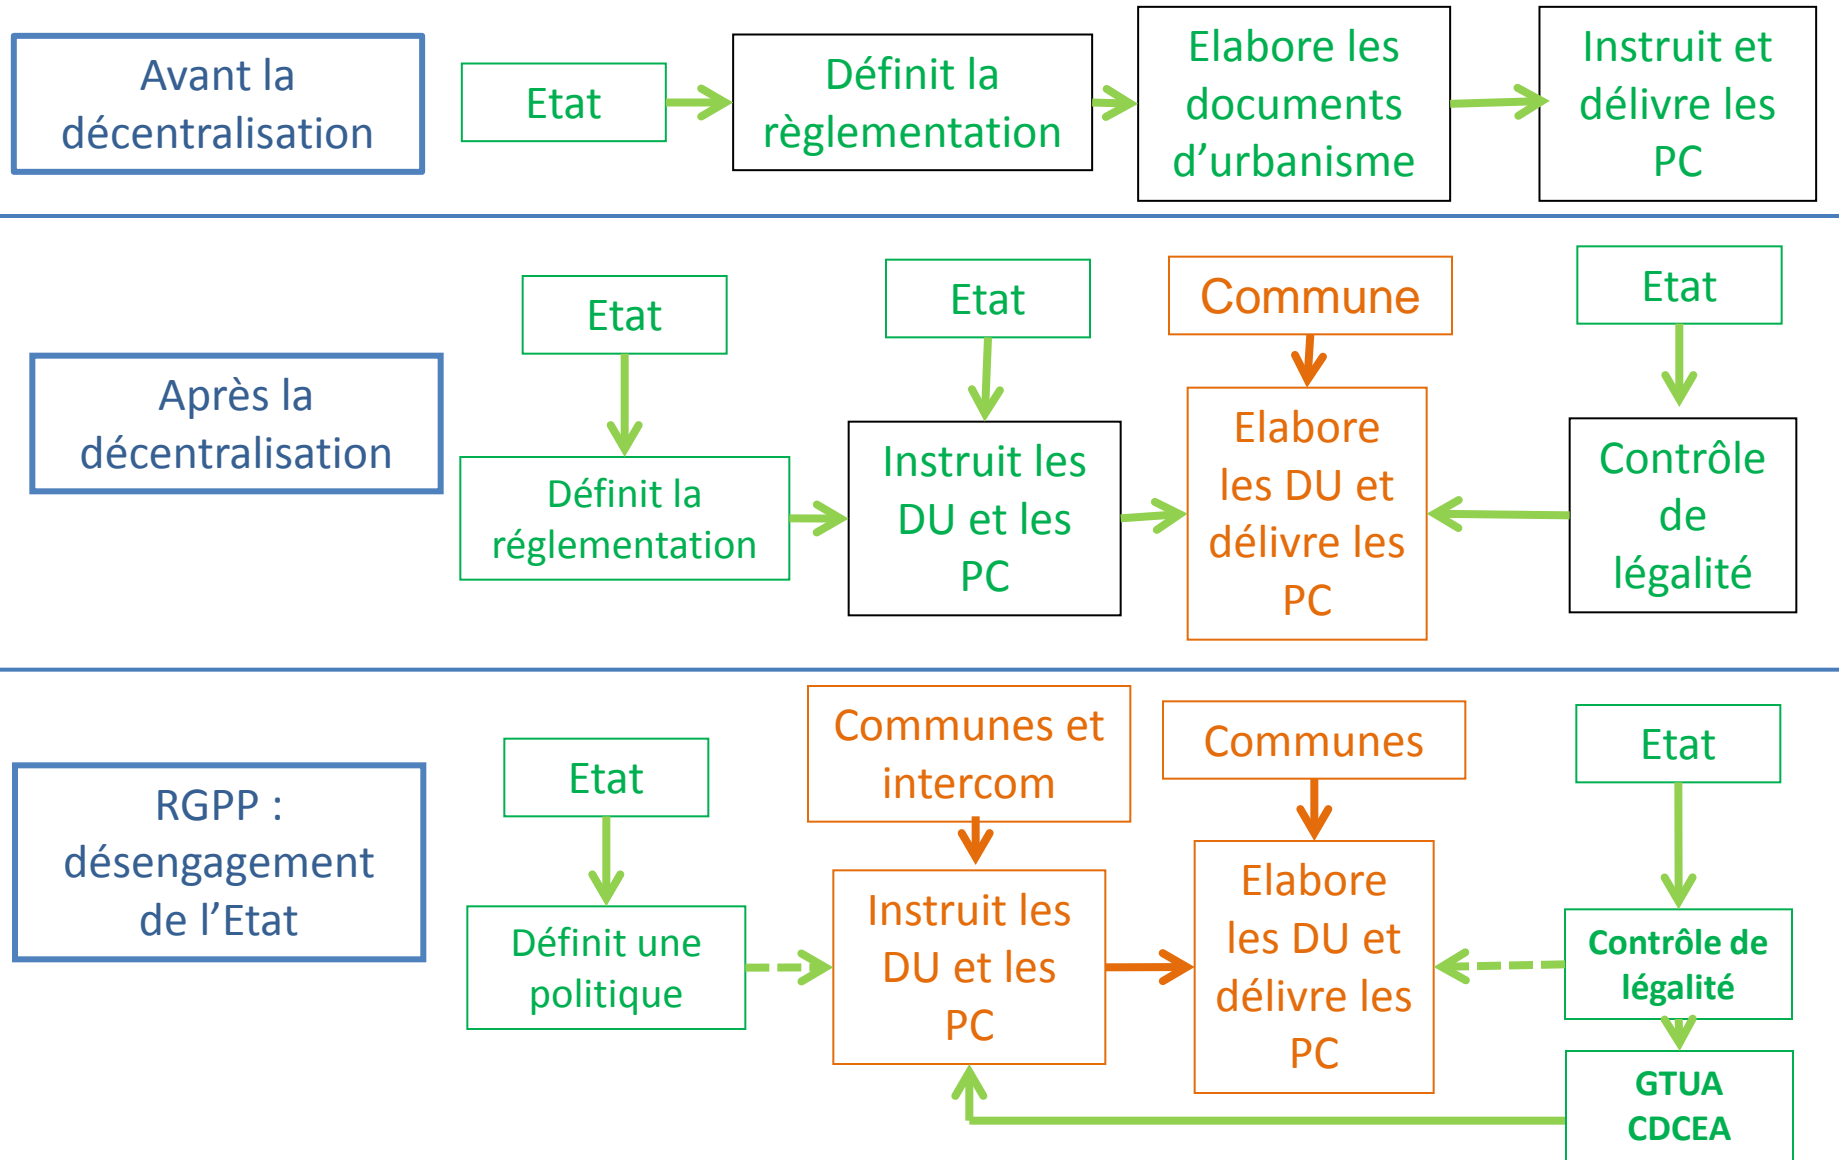 Avant la
décentralisation
Etat
Définit la
règlementation
Elabore les
documents
d’urbanisme
Instruit et
délivre les
PC
Après la
décentralisation
Etat
Définit la
réglementation
Etat
Instruit les
DU et les
PC
Commune
Elabore
les DU et
délivre les
PC
Etat
Contrôle
de
légalité
RGPP :
désengagement
de l’Etat
Etat
Définit une
politique
Communes et
intercom
Instruit les
DU et les
PC
Communes
Elabore
les DU et
délivre les
PC
Etat
Contrôle de
légalité
GTUA
CDCEA